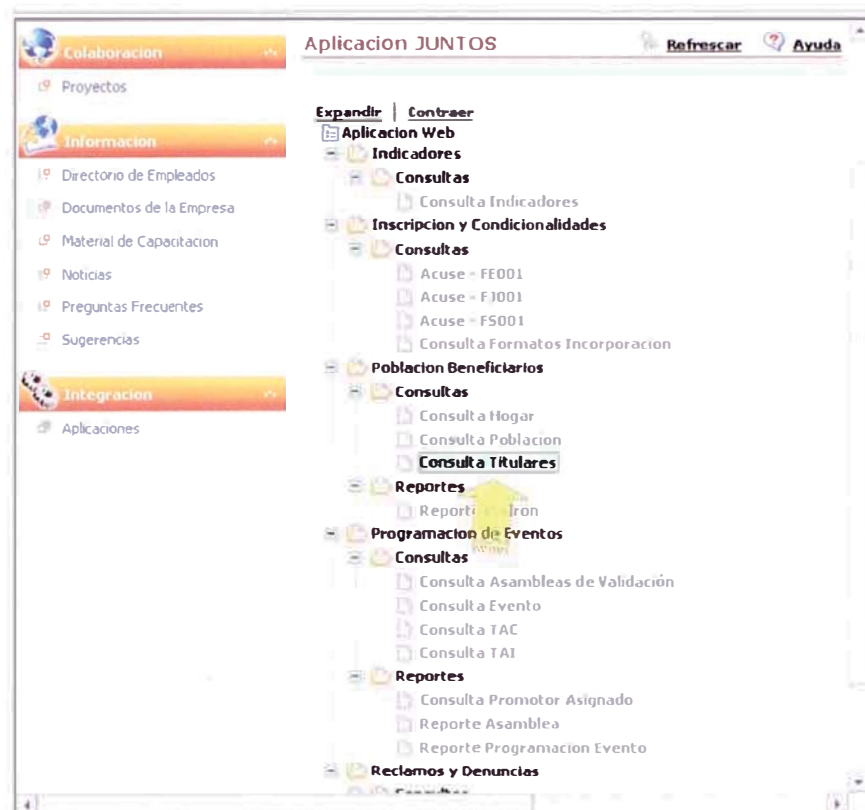 Colaboracion
Proyectos
Informacion
Directorio de Empleados
Documentos de la Empresa
Material de Capacitacion
Noticias
Preguntas Frecuentes
Sugerencias
Integracion
Aplicaciones
Aplicacion JUNTOS
Refrescar
Ayuda
Expandir | Contraer
Aplicacion Web
Indicadores
Consultas
Consulta Indicadores
Inscripcion y Condicionalidades
Consultas
Acuse - FE001
Acuse - FJ001
Acuse - FS001
Consulta Formatos Incorporacion
Poblacion Beneficiarios
Consultas
Consulta Hogar
Consulta Poblacion
Consulta Titulares
Reportes
Programacion de Eventos
Consultas
Consulta Asambleas de Validación
Consulta Evento
Consulta TAC
Consulta TAI
Reportes
Consulta Promotor Asignado
Reporte Asamblea
Reporte Programacion Evento
Reclamos y Denuncias
Consultas